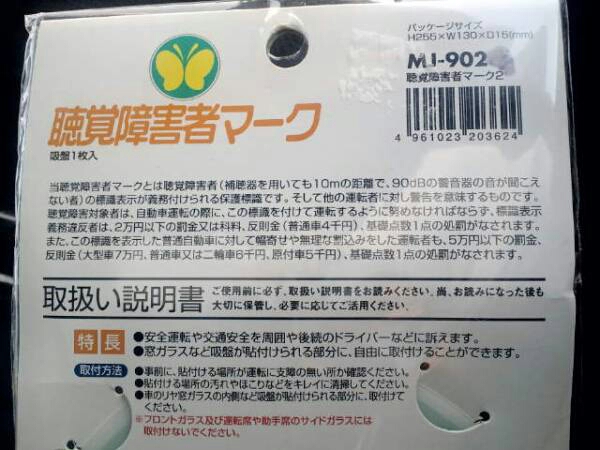 パッケージサイズ
H255×W130×D15(mm)
MJ-902
聴覚障害者マーク2
4 961023 203624
聴覚障害者マーク
吸盤1枚入
当聴覚障害者マークとは聴覚障害者(補聴器を用いても10mの距離で、90dBの警音器の音が聞こえ
ない者)の標識表示が義務付けられる保護標識です。そして他の運転者に対し警告を意味するものです。
聴覚障害対象者は、自動車運転の際に、この標識を付けて運転するように努めなければならず、標識表示
義務違反者は、2万円以下の罰金又は科料、反則金(普通車4千円)、基礎点数1点の処罰がなされます。
また、この標識を表示した普通自動車に対して幅寄せや無理な割込みをした運転者も、5万円以下の罰金、
反則金(大型車7万円、普通車又は二輪車6千円、原付車5千円)、基礎点数1点の処罰がなされます。
取扱い説明書
ご使用前に必ず、取扱い説明書をお読みください。尚、お読みになった後も
大切に保管し、必要に応じてご活用ください。
特長
●安全運転や交通安全を周囲や後続のドライバーなどに訴えます。
●窓ガラスなど吸盤が貼付けられる部分に、自由に取付けることができます。
取付方法
●事前に、貼付ける場所が運転に支障の無い所か確認ください。
●貼付ける場所の汚れやほこりなどをキレイに清掃してください。
●車のリヤ窓ガラスの内側など吸盤が貼付けられる部分に、取付けて
ください。
※フロントガラス及び運転席や助手席のサイドガラスには
取付けないでください。